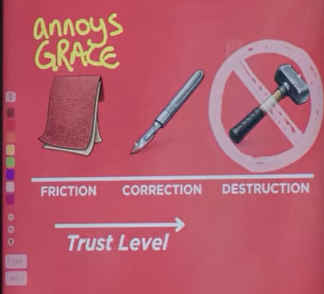 annoys
GRACE
FRICTION CORRECTION DESTRUCTION
Trust Level